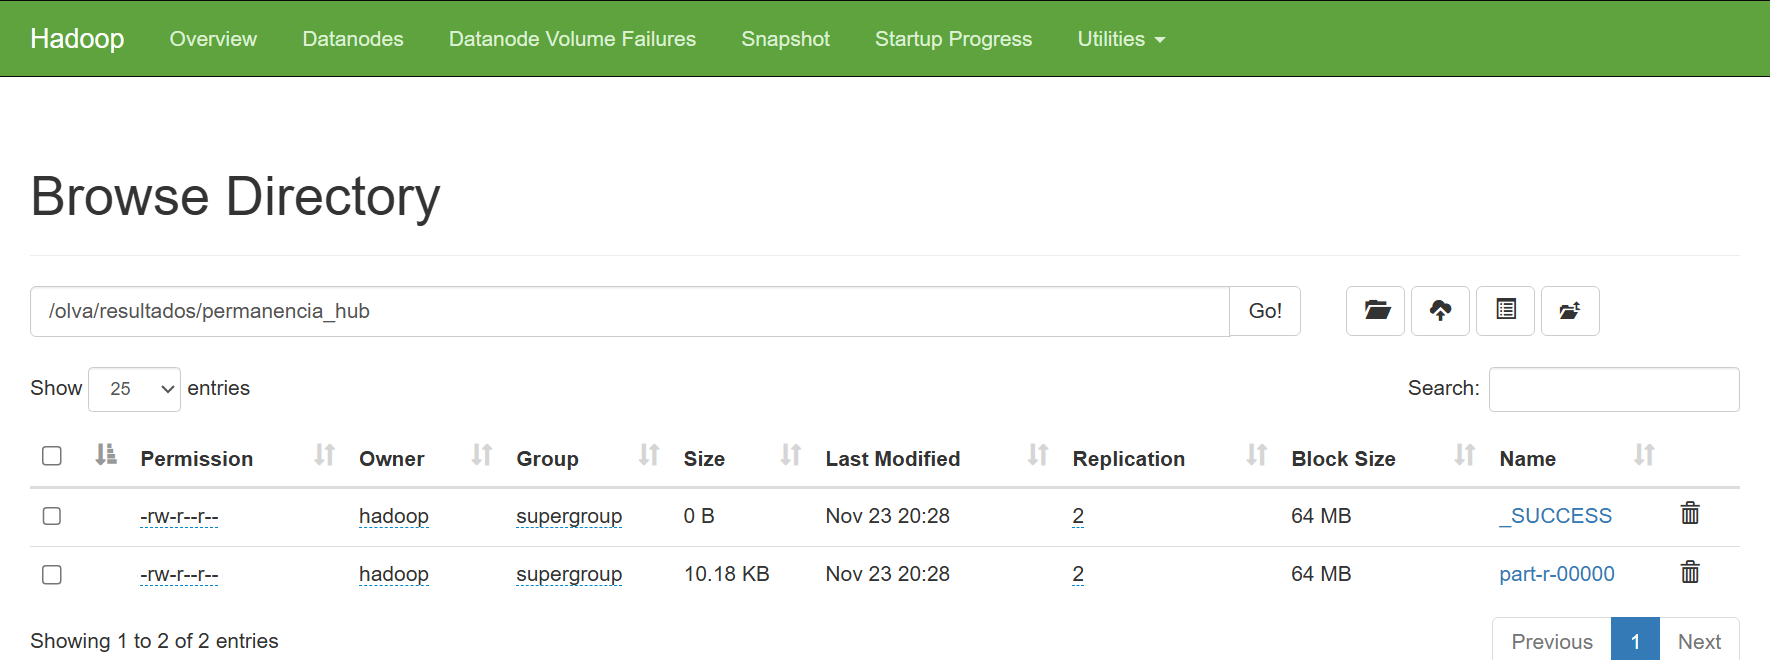 Hadoop Overview Datanodes Datanode Volume Failures Snapshot Startup Progress Utilities
Browse Directory
/olva/resultados/permanencia_hub Go!
Show 25 entries Search:
Permission Owner Group Size Last Modified Replication Block Size Name
-rw-r--r-- hadoop supergroup 0 B Nov 23 20:28 2 64 MB _SUCCESS
-rw-r--r-- hadoop supergroup 10.18 KB Nov 23 20:28 2 64 MB part-r-00000
Showing 1 to 2 of 2 entries Previous 1 Next